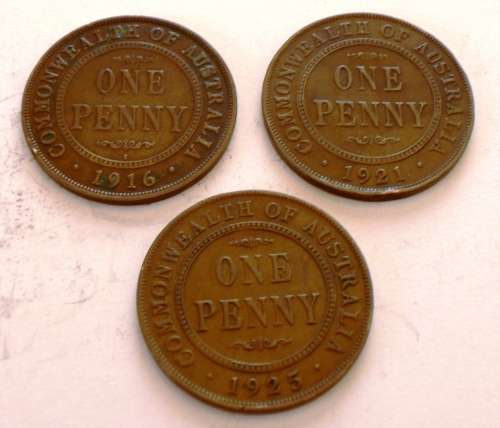 COMMONWEALTH OF AUSTRALIA
ONE
PENNY
· 1916 ·
COMMONWEALTH OF AUSTRALIA
ONE
PENNY
· 1921 ·
COMMONWEALTH OF AUSTRALIA
ONE
PENNY
· 1925 ·